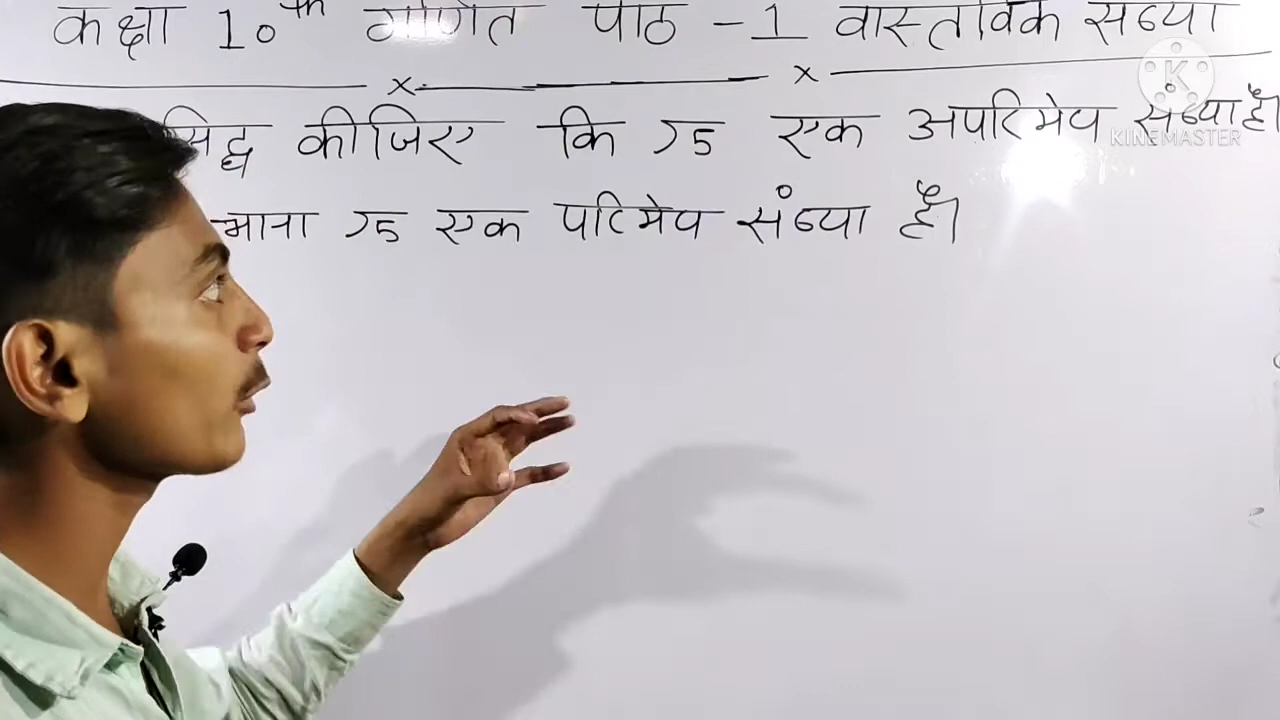 कक्षा 10th गणित पाठ - 1 वास्तविक संख्या
सिद्ध कीजिए कि √5 एक अपरिमेय संख्या है।
माना √5 एक परिमेय संख्या है।
K
KINEMASTER